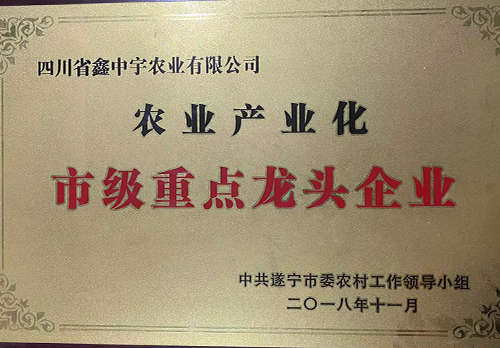 四川省鑫中宇农业有限公司
农业产业化
市级重点龙头企业
中共遂宁市委农村工作领导小组
二〇一八年十一月